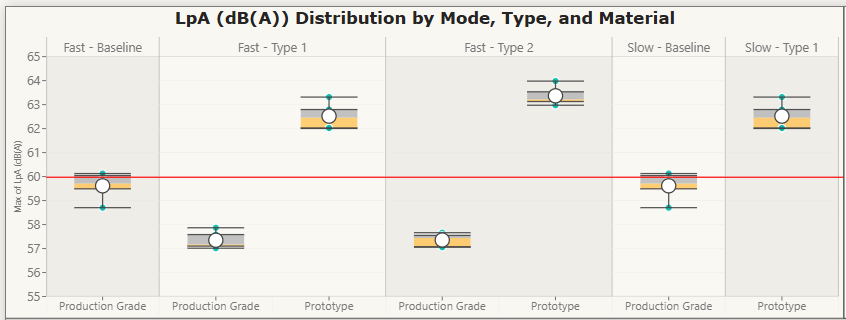 LpA (dB(A)) Distribution by Mode, Type, and Material
Fast - Baseline Fast - Type 1 Fast - Type 2 Slow - Baseline Slow - Type 1
Max of LpA (dB(A))
65
64
63
62
61
60
59
58
57
56
55
Production Grade Production Grade Prototype Production Grade Prototype Production Grade Prototype